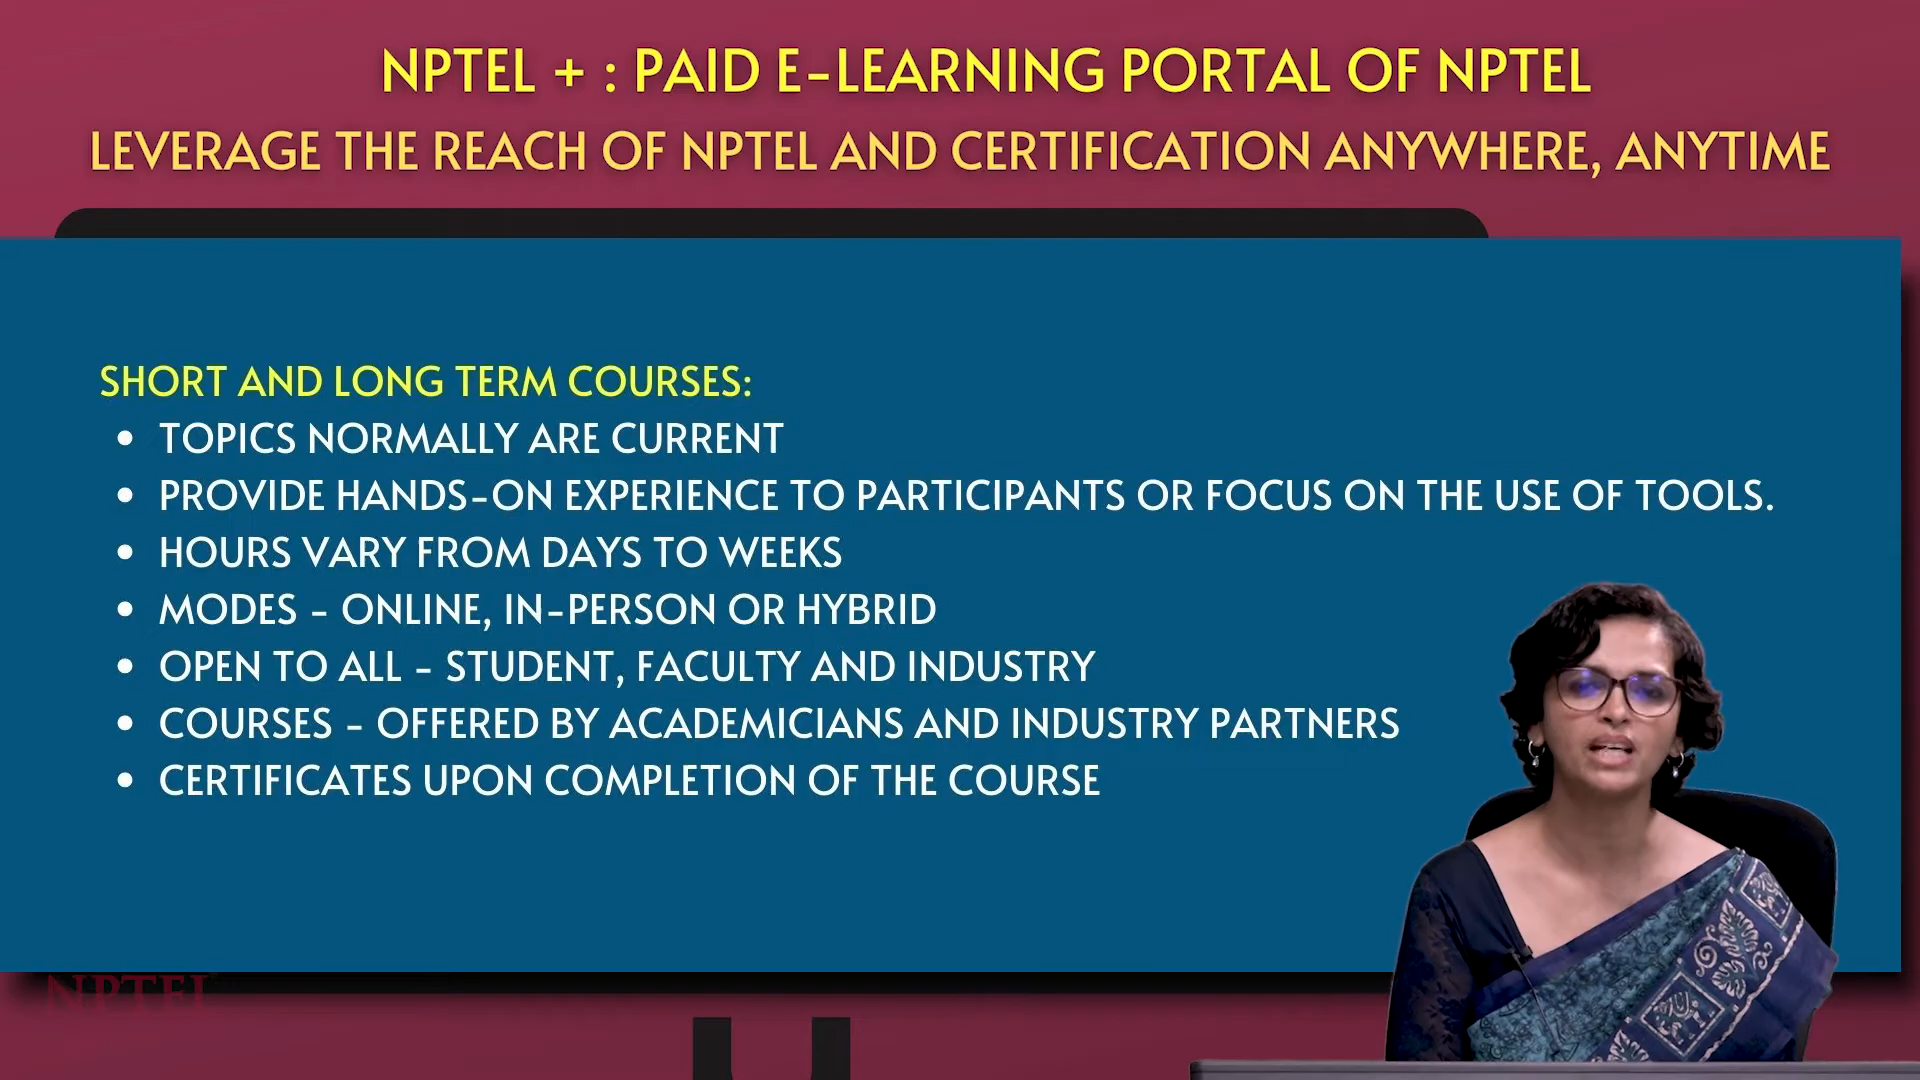 NPTEL + : PAID E-LEARNING PORTAL OF NPTEL
LEVERAGE THE REACH OF NPTEL AND CERTIFICATION ANYWHERE, ANYTIME
SHORT AND LONG TERM COURSES:
• TOPICS NORMALLY ARE CURRENT
• PROVIDE HANDS-ON EXPERIENCE TO PARTICIPANTS OR FOCUS ON THE USE OF TOOLS.
• HOURS VARY FROM DAYS TO WEEKS
• MODES - ONLINE, IN-PERSON OR HYBRID
• OPEN TO ALL - STUDENT, FACULTY AND INDUSTRY
• COURSES - OFFERED BY ACADEMICIANS AND INDUSTRY PARTNERS
• CERTIFICATES UPON COMPLETION OF THE COURSE
NPTEL